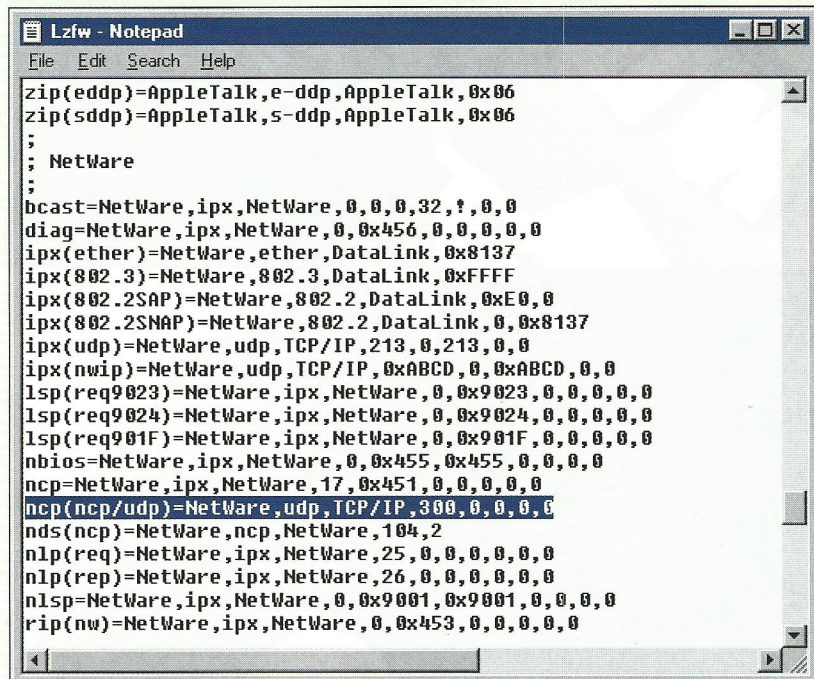 Lzfw - Notepad
File Edit Search Help
zip(eddp)=AppleTalk,e-ddp,AppleTalk,0x06
zip(sddp)=AppleTalk,s-ddp,AppleTalk,0x06
;
; NetWare
;
bcast=NetWare,ipx,NetWare,0,0,0,32,!,0,0
diag=NetWare,ipx,NetWare,0,0x456,0,0,0,0,0
ipx(ether)=NetWare,ether,DataLink,0x8137
ipx(802.3)=NetWare,802.3,DataLink,0xFFFF
ipx(802.2SAP)=NetWare,802.2,DataLink,0xE0,0
ipx(802.2SNAP)=NetWare,802.2,DataLink,0,0x8137
ipx(udp)=NetWare,udp,TCP/IP,213,0,213,0,0
ipx(nwip)=NetWare,udp,TCP/IP,0xABCD,0,0xABCD,0,0
lsp(req9023)=NetWare,ipx,NetWare,0,0x9023,0,0,0,0,0
lsp(req9024)=NetWare,ipx,NetWare,0,0x9024,0,0,0,0,0
lsp(req901F)=NetWare,ipx,NetWare,0,0x901F,0,0,0,0,0
nbios=NetWare,ipx,NetWare,0,0x455,0x455,0,0,0,0
ncp=NetWare,ipx,NetWare,17,0x451,0,0,0,0,0
ncp(ncp/udp)=NetWare,udp,TCP/IP,300,0,0,0,0
nds(ncp)=NetWare,ncp,NetWare,104,2
nlp(req)=NetWare,ipx,NetWare,25,0,0,0,0,0,0
nlp(rep)=NetWare,ipx,NetWare,26,0,0,0,0,0,0
nlsp=NetWare,ipx,NetWare,0,0x9001,0x9001,0,0,0,0
rip(nw)=NetWare,ipx,NetWare,0,0x453,0,0,0,0,0